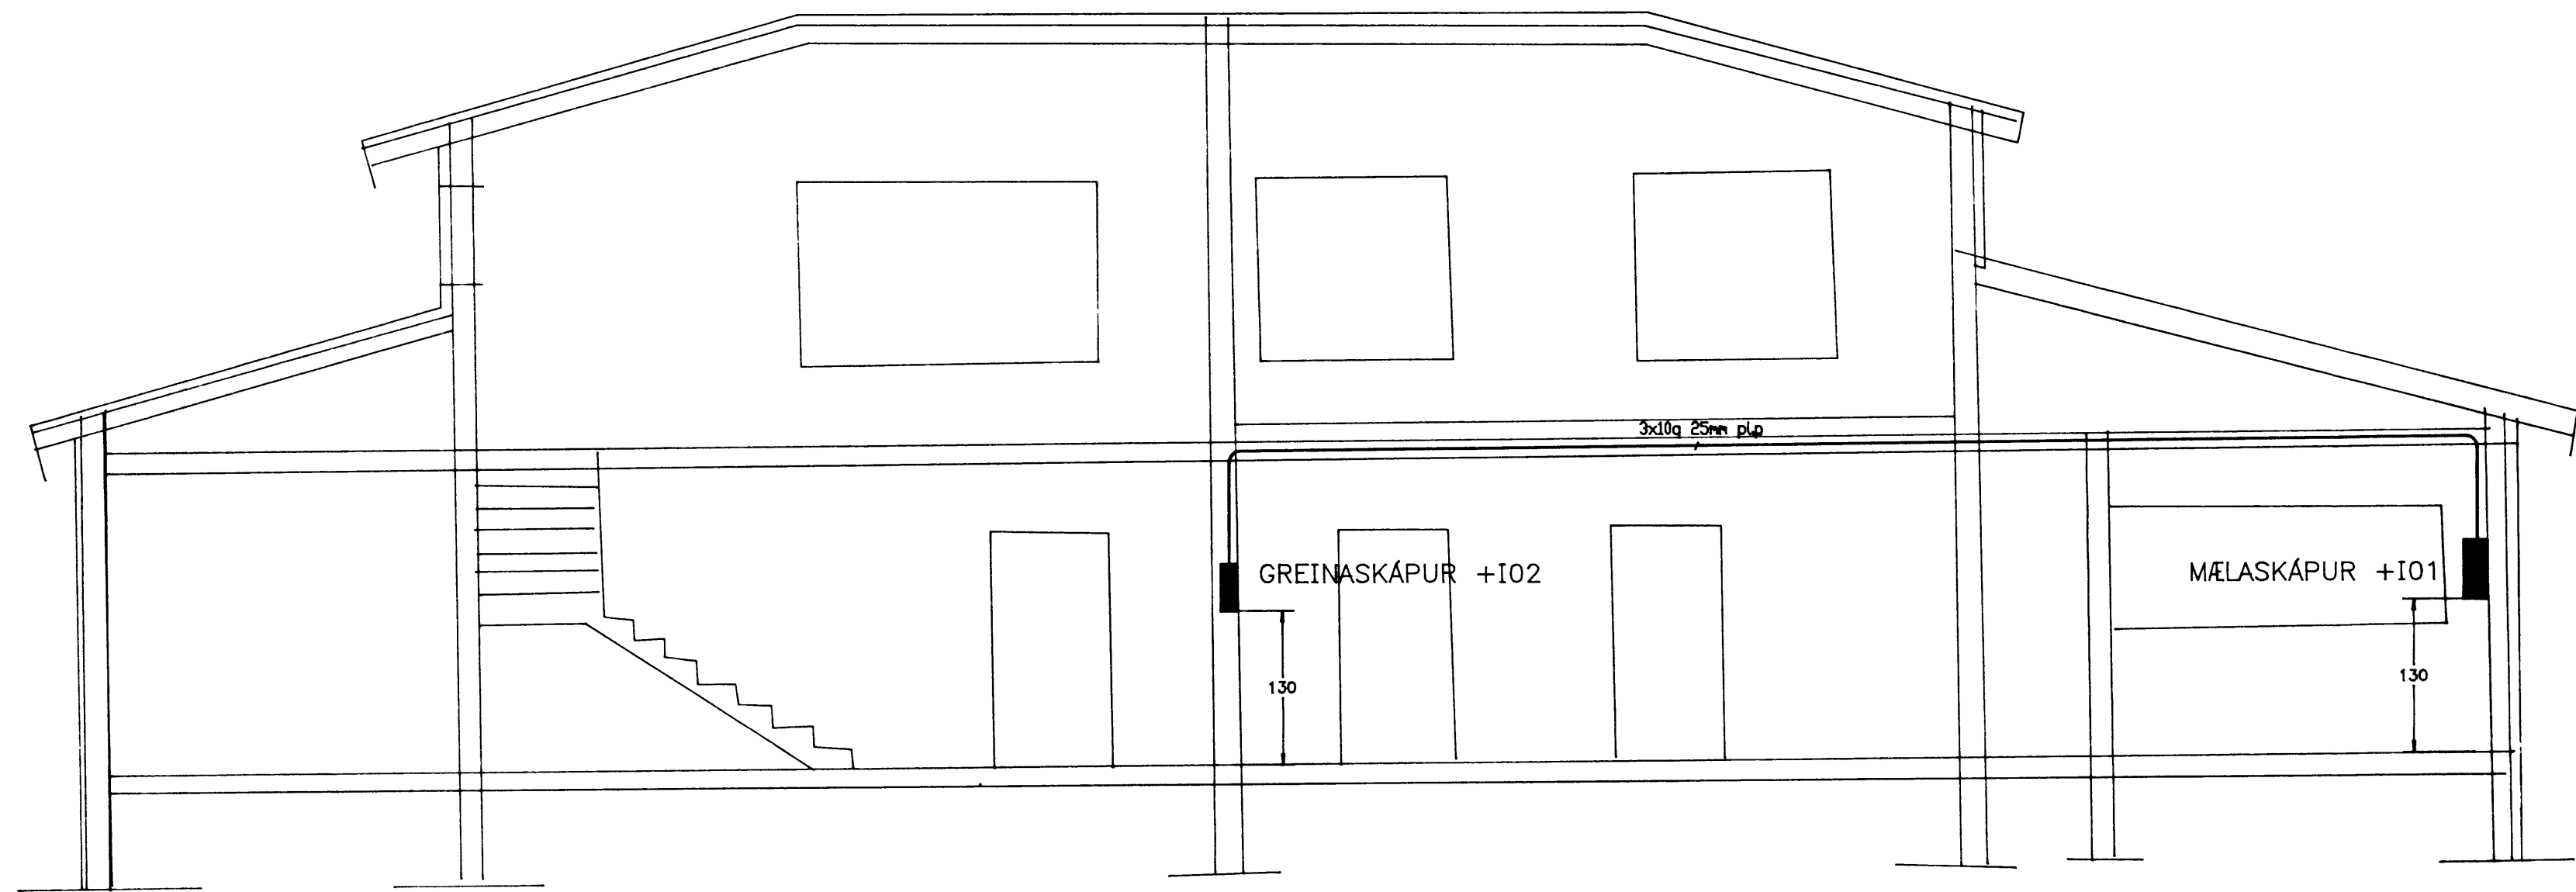 3x10q 25mm plp
GREINASKÁPUR +I02
MÆLASKÁPUR +I01
130
130